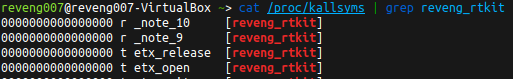 reveng007@reveng007-VirtualBox ~> cat /proc/kallsyms | grep reveng_rtkit
0000000000000000 r _note_10 [reveng_rtkit]
0000000000000000 r _note_9 [reveng_rtkit]
0000000000000000 t etx_release [reveng_rtkit]
0000000000000000 t etx_open [reveng_rtkit]